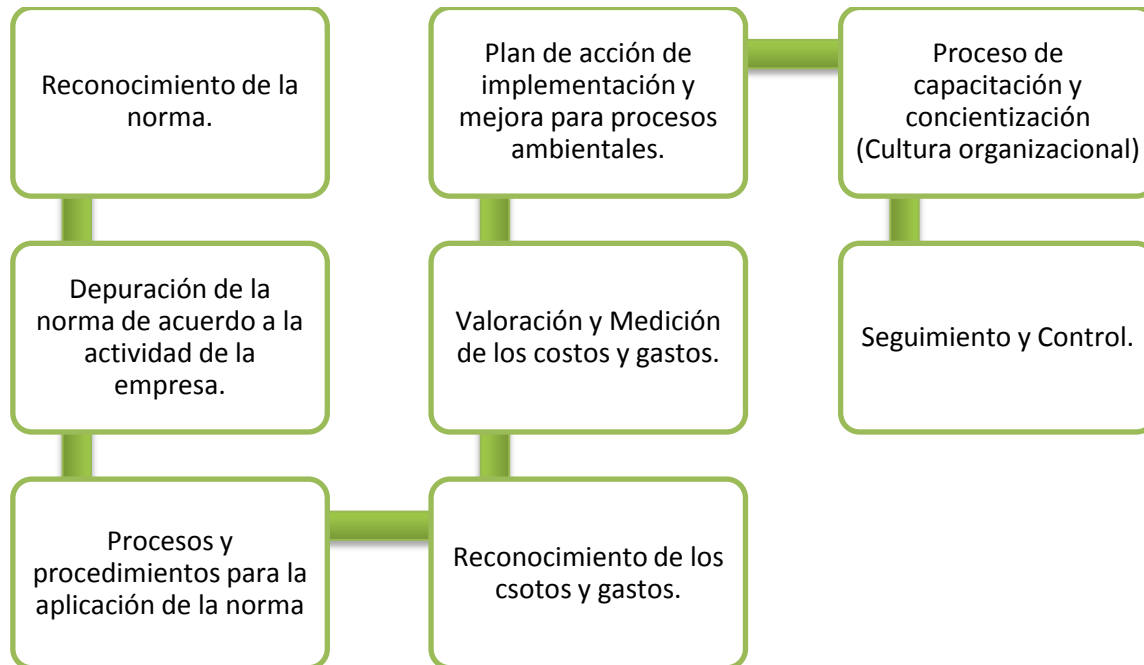 Reconocimiento de la
norma.
Depuración de la
norma de acuerdo a la
actividad de la
empresa.
Procesos y
procedimientos para la
aplicación de la norma
Reconocimiento de los
csotos y gastos.
Valoración y Medición
de los costos y gastos.
Plan de acción de
implementación y
mejora para procesos
ambientales.
Proceso de
capacitación y
concientización
(Cultura organizacional)
Seguimiento y Control.